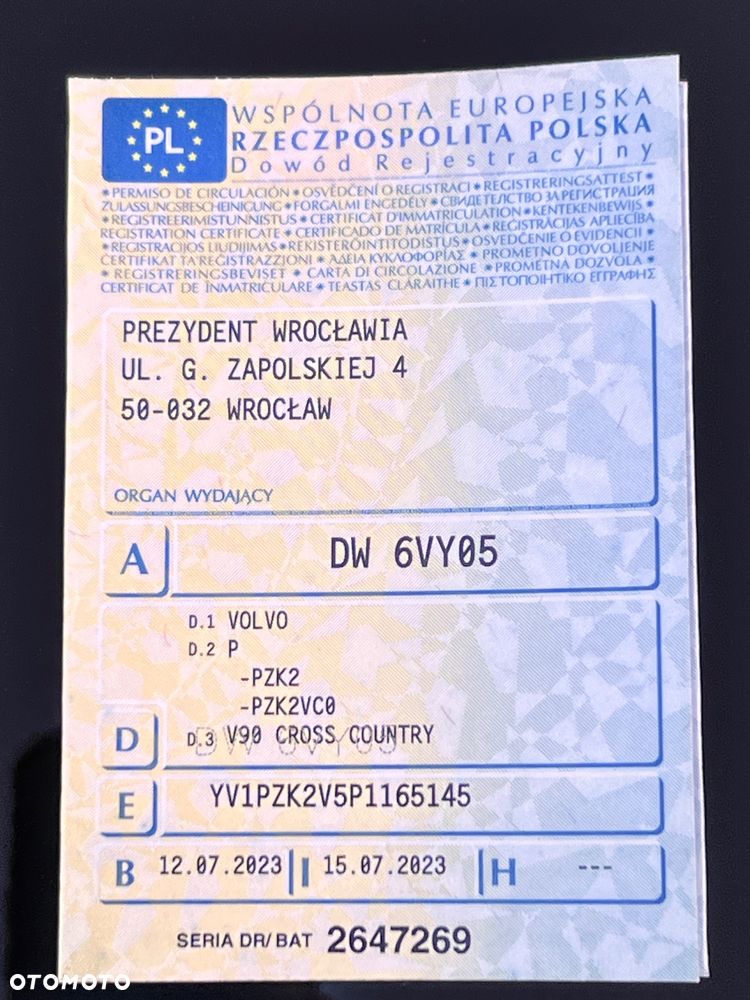 PL
WSPÓLNOTA EUROPEJSKA
RZECZPOSPOLITA POLSKA
Dowód Rejestracyjny
* PERMISO DE CIRCULACIÓN * OSVĚDČENÍ O REGISTRACI * REGISTRERINGSATTEST *
ZULASSUNGSBESCHEINIGUNG * FORGALMI ENGEDÉLY * СВИДЕТЕЛСТВО ЗА РЕГИСТРАЦИЯ
* REGISTREERIMISTUNNISTUS * CERTIFICAT D'IMMATRICULATION * KENTEKENBEWIJS *
REGISTRATION CERTIFICATE * CERTIFICADO DE MATRÍCULA * REGISTRĀCIJAS APLIECĪBA
* REGISTRACIJOS LIUDIJIMAS * REKISTERÖINTITODISTUS * OSVEDČENIE O EVIDENCII *
ĊERTIFIKAT TA'REĠISTRAZZJONI * ΆΔΕΙΑ ΚΥΚΛΟΦΟΡΙΑΣ * PROMETNO DOVOLJENJE
* REGISTRERINGSBEVISET * CARTA DI CIRCOLAZIONE * PROMETNA DOZVOLA *
CERTIFICAT DE ÎNMATRICULARE * TEASTAS CLÁRAITHE * ΠΙΣΤΟΠΟΙΗΤΙΚΟ ΕΓΓΡΑΦΗΣ
PREZYDENT WROCŁAWIA
UL. G. ZAPOLSKIEJ 4
50-032 WROCŁAW
ORGAN WYDAJĄCY
A DW 6VY05
D.1 VOLVO
D.2 P
-PZK2
-PZK2VC0
D D.3 V90 CROSS COUNTRY
E YV1PZK2V5P1165145
B 12.07.2023 I 15.07.2023 H ---
SERIA DR/BAT 2647269
OTOMOTO